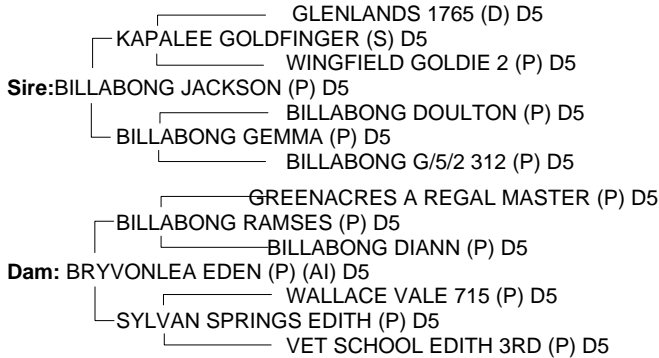 GLENLANDS 1765 (D) D5
KAPALEE GOLDFINGER (S) D5
WINGFIELD GOLDIE 2 (P) D5
Sire:BILLABONG JACKSON (P) D5
BILLABONG DOULTON (P) D5
BILLABONG GEMMA (P) D5
BILLABONG G/5/2 312 (P) D5
GREENACRES A REGAL MASTER (P) D5
BILLABONG RAMSES (P) D5
BILLABONG DIANN (P) D5
Dam: BRYVONLEA EDEN (P) (AI) D5
WALLACE VALE 715 (P) D5
SYLVAN SPRINGS EDITH (P) D5
VET SCHOOL EDITH 3RD (P) D5